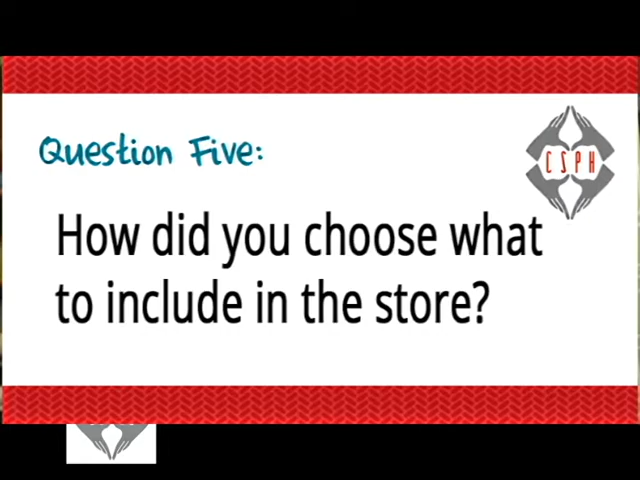 Question Five:
CSPH
How did you choose what
to include in the store?